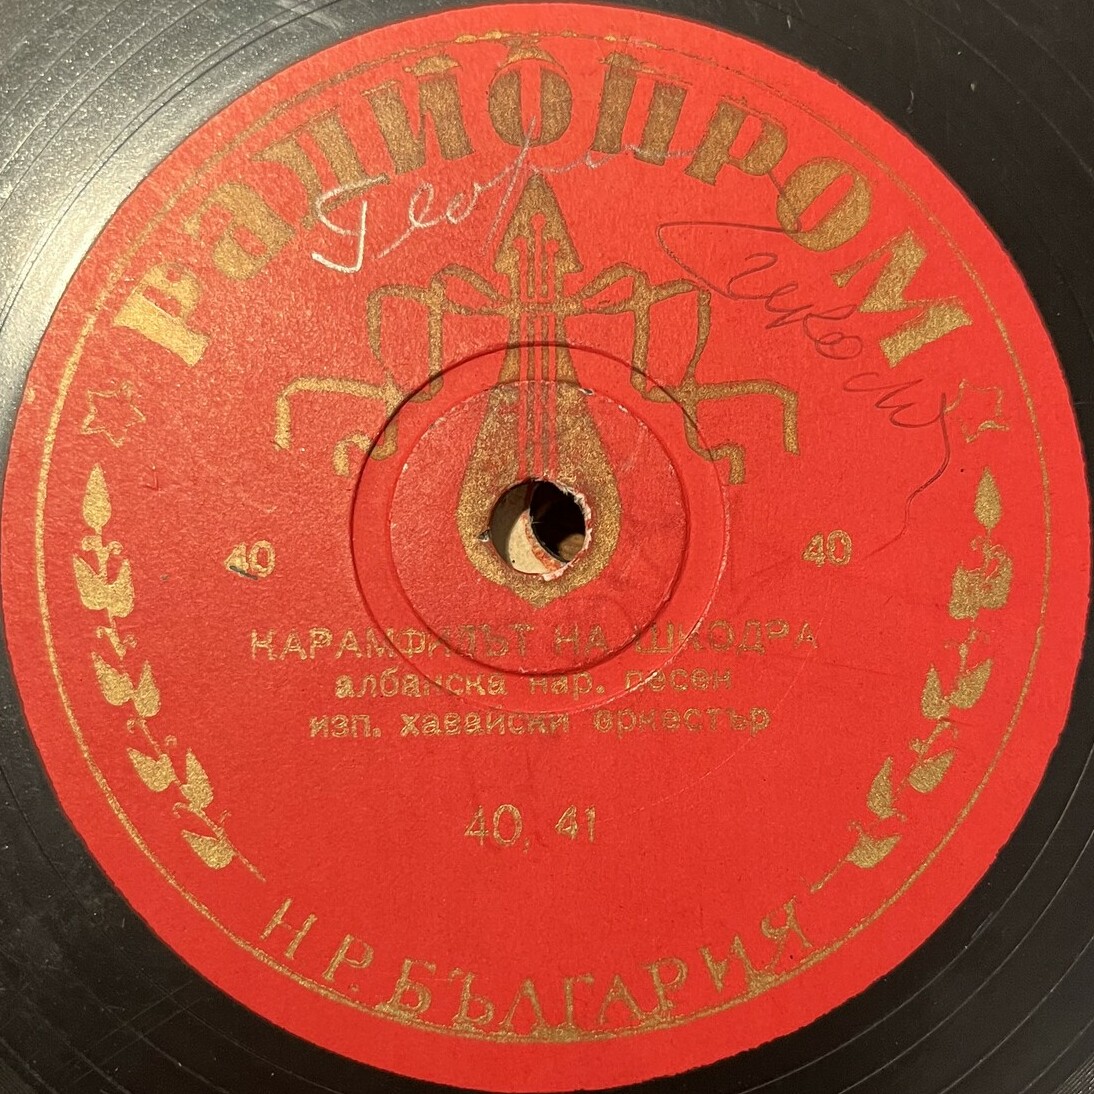 РАДИОПРОМ
40 40
КАРАМФИЛЪТ НА ШКОДРА
албанска нар. песен
изп. хавайски оркестър
40, 41
Н.Р. БЪЛГАРИЯ